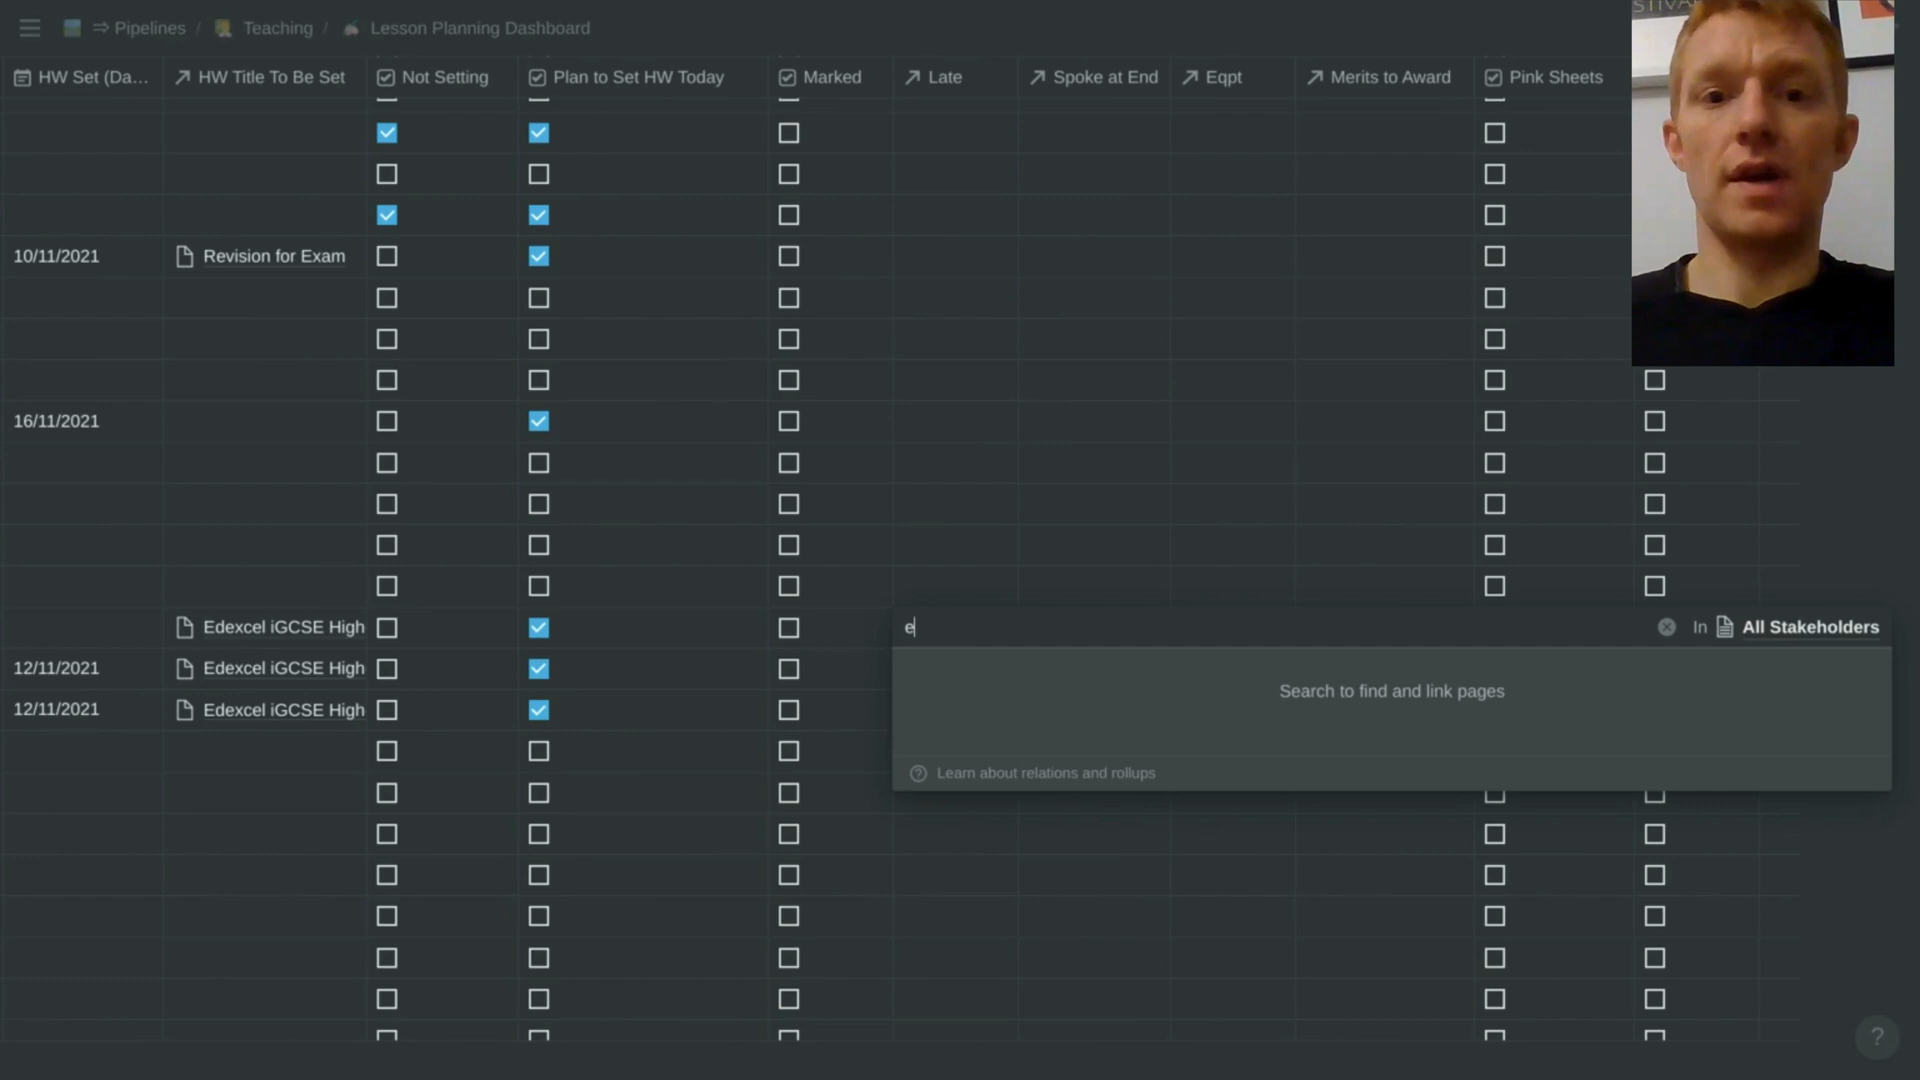 ⇒ Pipelines / Teaching / Lesson Planning Dashboard
HW Set (Da... HW Title To Be Set Not Setting Plan to Set HW Today Marked Late Spoke at End Eqpt Merits to Award Pink Sheets
10/11/2021 Revision for Exam
16/11/2021
Edexcel iGCSE High
e In All Stakeholders
12/11/2021 Edexcel iGCSE High
Search to find and link pages
12/11/2021 Edexcel iGCSE High
Learn about relations and rollups
?